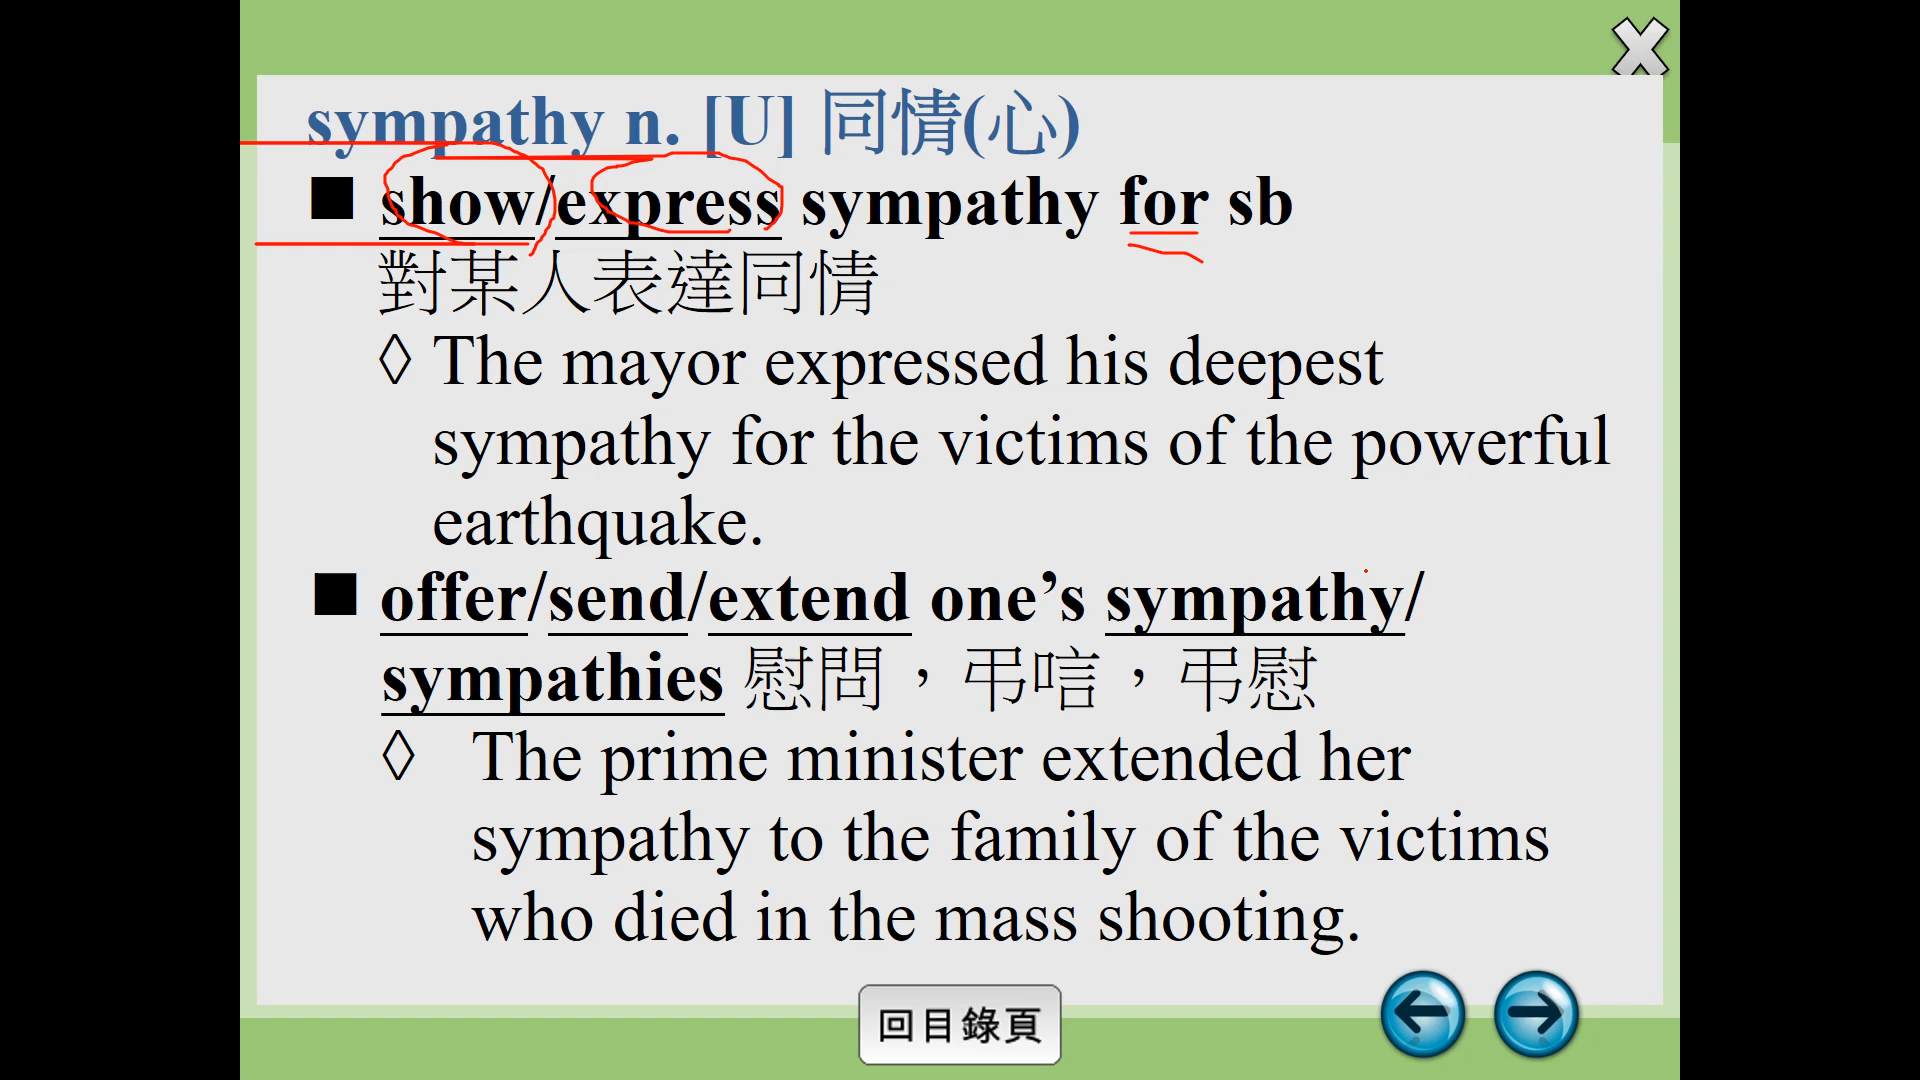 sympathy n. [U] 同情(心)
■ show/express sympathy for sb
對某人表達同情
◊ The mayor expressed his deepest
sympathy for the victims of the powerful
earthquake.
■ offer/send/extend one’s sympathy/
sympathies 慰問，弔唁，弔慰
◊ The prime minister extended her
sympathy to the family of the victims
who died in the mass shooting.
回目錄頁